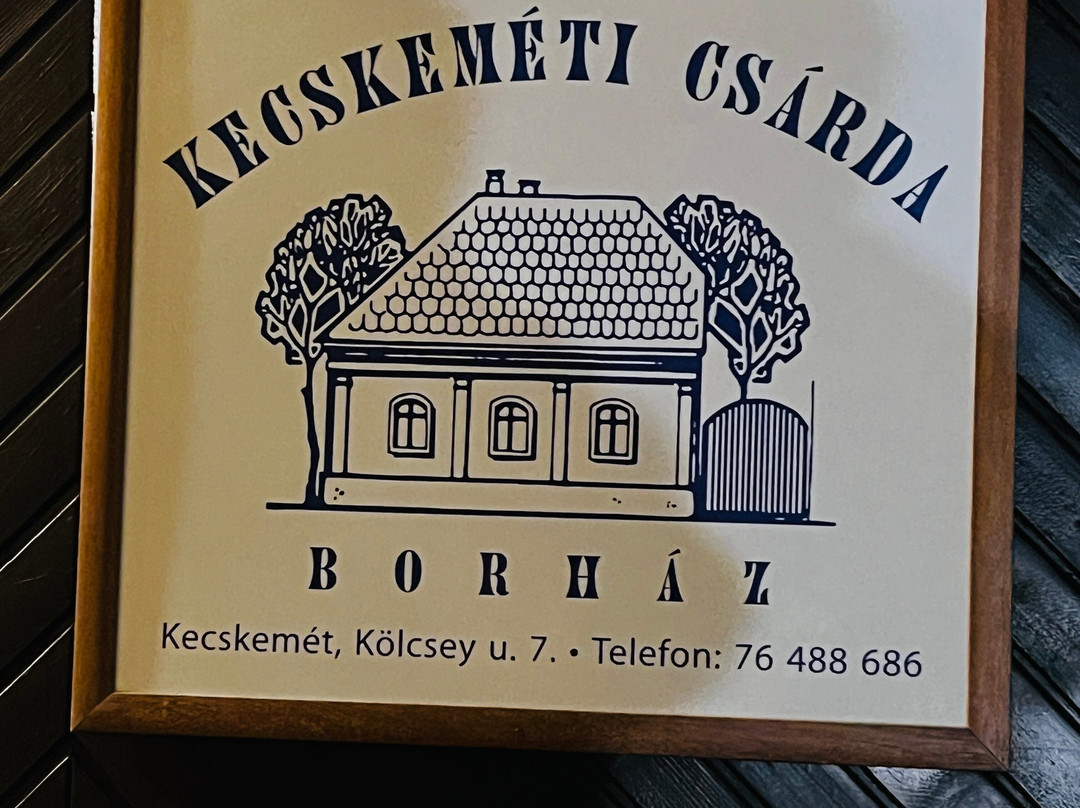 KECSKEMÉTI CSÁRDA
BORHÁZ
Kecskemét, Kölcsey u. 7. • Telefon: 76 488 686